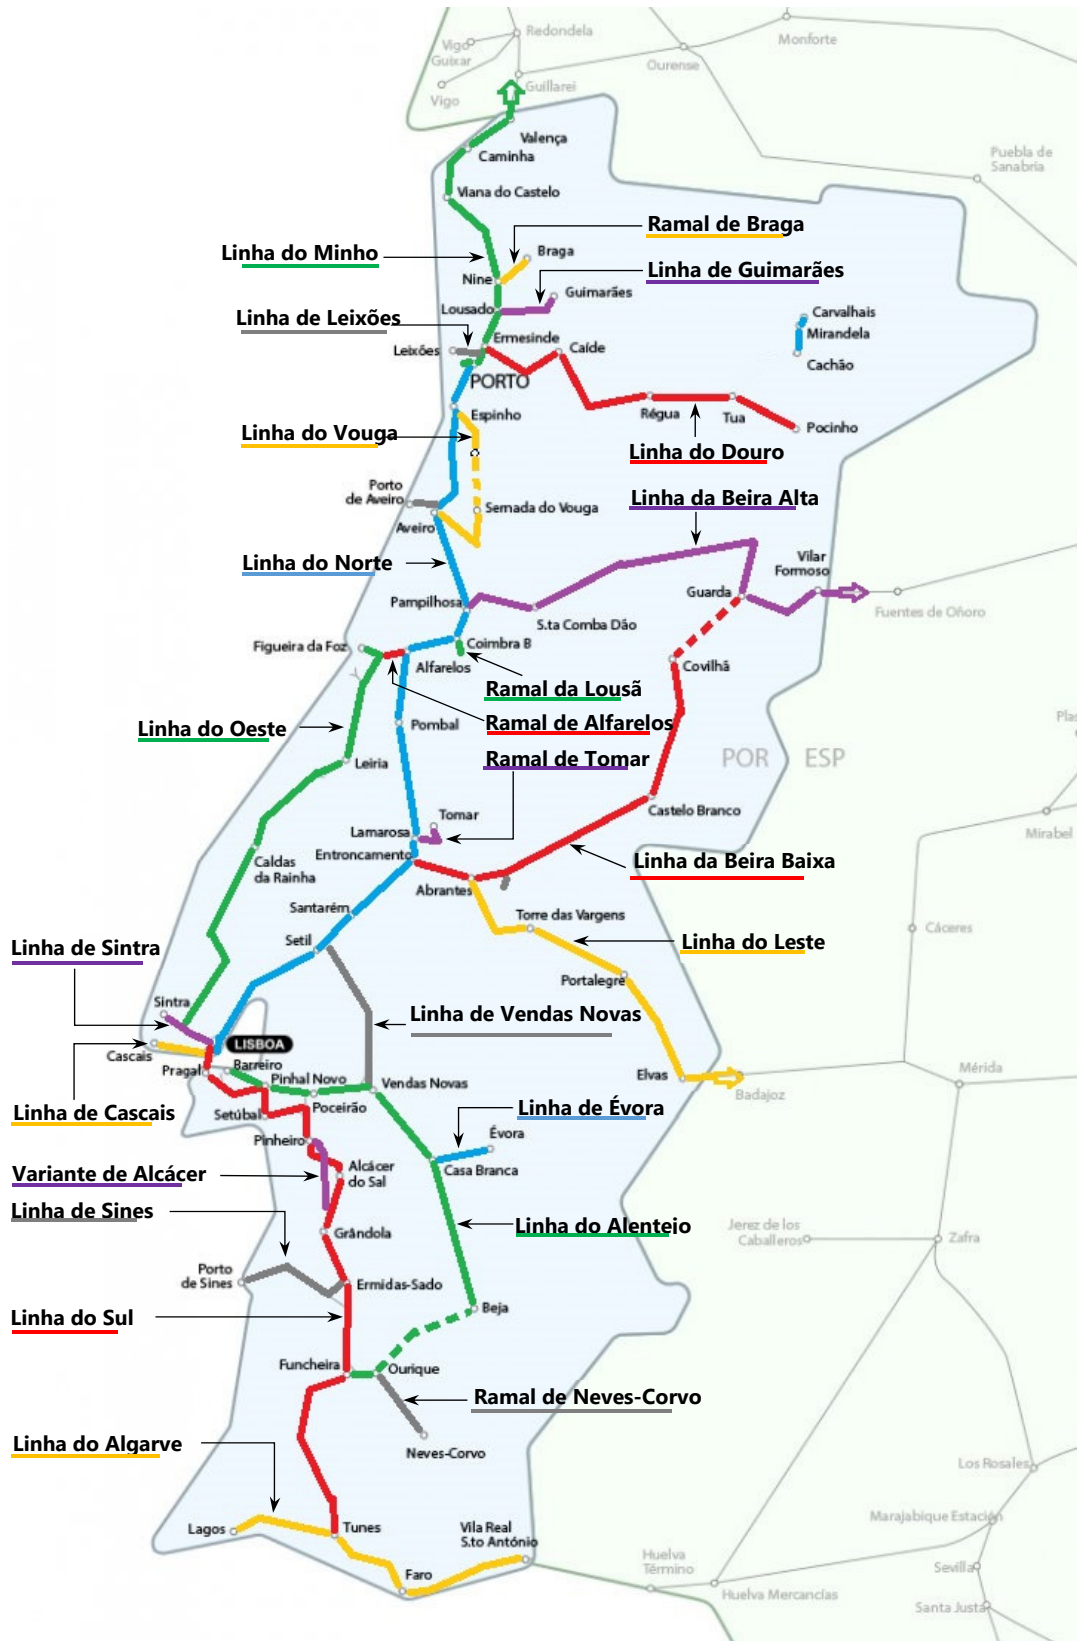 Redondela
Monforte
Vigo
Guixar
Ourense
Guillarei
Vigo
Valença
Caminha
Puebla de
Sanabria
Viana do Castelo
Ramal de Braga
Linha do Minho
Braga
Nine
Linha de Guimarães
Guimarães
Lousado
Carvalhais
Linha de Leixões
Ermesinde
Mirandela
Leixões
Caíde
Cachão
PORTO
Espinho
Régua
Tua
Pocinho
Linha do Vouga
Linha do Douro
Porto
de Aveiro
Linha da Beira Alta
Sernada do Vouga
Aveiro
Linha do Norte
Vilar
Formoso
Guarda
Pampilhosa
Fuentes de Oñoro
S.ta Comba Dão
Figueira da Foz
Coimbra B
Alfarelos
Covilhã
Ramal da Lousã
Linha do Oeste
Pombal
Ramal de Alfarelos
Plas
Leiria
Ramal de Tomar
POR
ESP
Castelo Branco
Tomar
Lamarosa
Mirabel
Entroncamento
Caldas
da Rainha
Linha da Beira Baixa
Abrantes
Santarém
Torre das Vargens
Cáceres
Setil
Linha de Sintra
Linha do Leste
Portalegre
Sintra
Linha de Vendas Novas
LISBOA
Cascais
Pragal
Barreiro
Pinhal Novo
Vendas Novas
Elvas
Mérida
Badajoz
Linha de Cascais
Setúbal
Poceirão
Linha de Évora
Pinheiro
Évora
Casa Branca
Variante de Alcácer
Alcácer
do Sal
Linha de Sines
Grândola
Linha do Alentejo
Jerez de los
Caballeros
Zafra
Porto
de Sines
Ermidas-Sado
Linha do Sul
Beja
Funcheira
Ourique
Ramal de Neves-Corvo
Linha do Algarve
Neves-Corvo
Los Rosales
Lagos
Tunes
Vila Real
S.to António
Marajabique Estación
Faro
Huelva
Término
Sevilla
Huelva Mercancías
Santa Justa